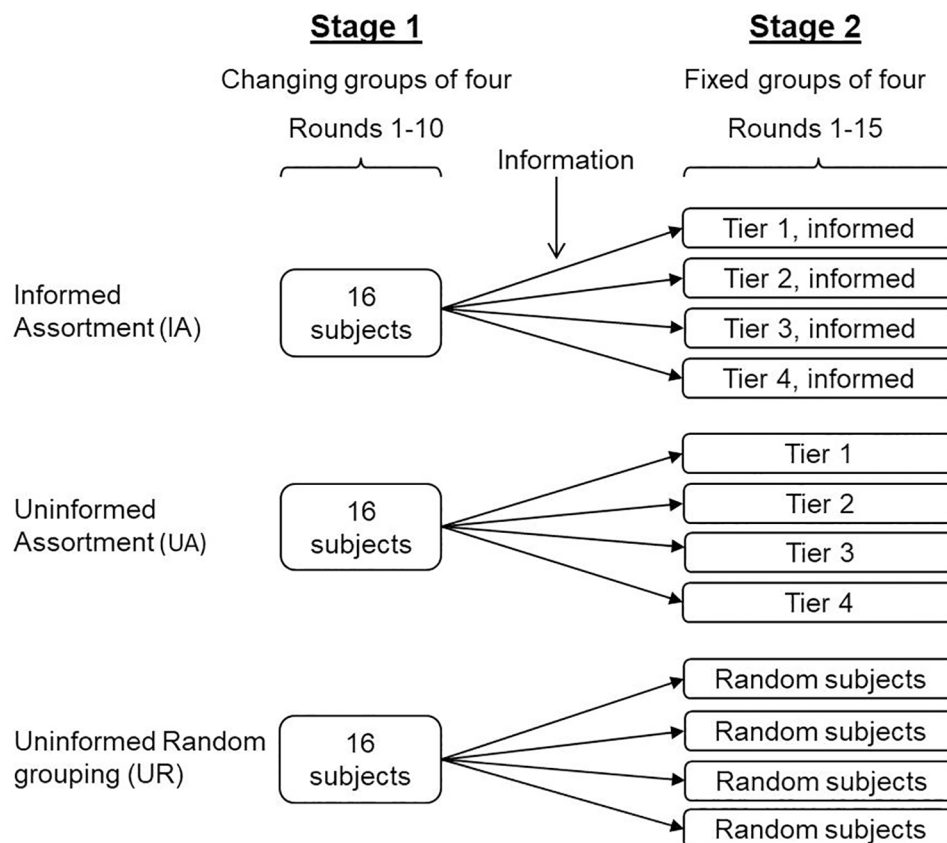 Stage 1
Stage 2
Changing groups of four
Fixed groups of four
Rounds 1-10
Rounds 1-15
Information
Informed
Assortment (IA)
16
subjects
Tier 1, informed
Tier 2, informed
Tier 3, informed
Tier 4, informed
Uninformed
Assortment (UA)
16
subjects
Tier 1
Tier 2
Tier 3
Tier 4
Uninformed Random
grouping (UR)
16
subjects
Random subjects
Random subjects
Random subjects
Random subjects